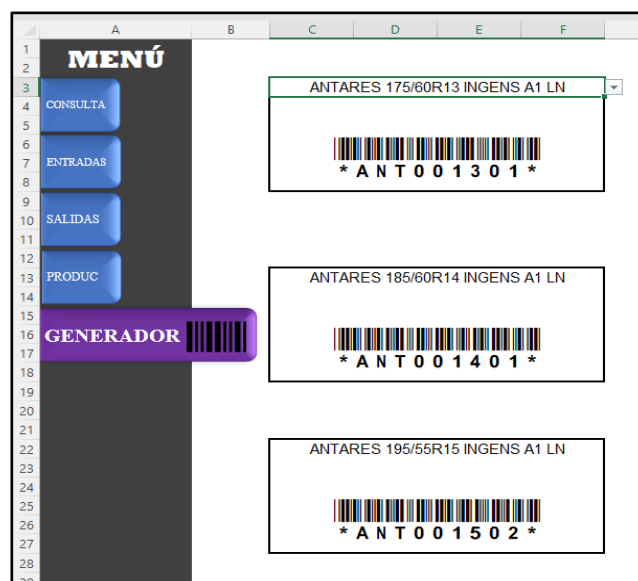 A B C D E F
1
2
3
4
5
6
7
8
9
10
11
12
13
14
15
16
17
18
19
20
21
22
23
24
25
26
27
28
MENÚ
CONSULTA
ENTRADAS
SALIDAS
PRODUC
GENERADOR
ANTARES 175/60R13 INGENS A1 LN
*ANT001301*
ANTARES 185/60R14 INGENS A1 LN
*ANT001401*
ANTARES 195/55R15 INGENS A1 LN
*ANT001502*